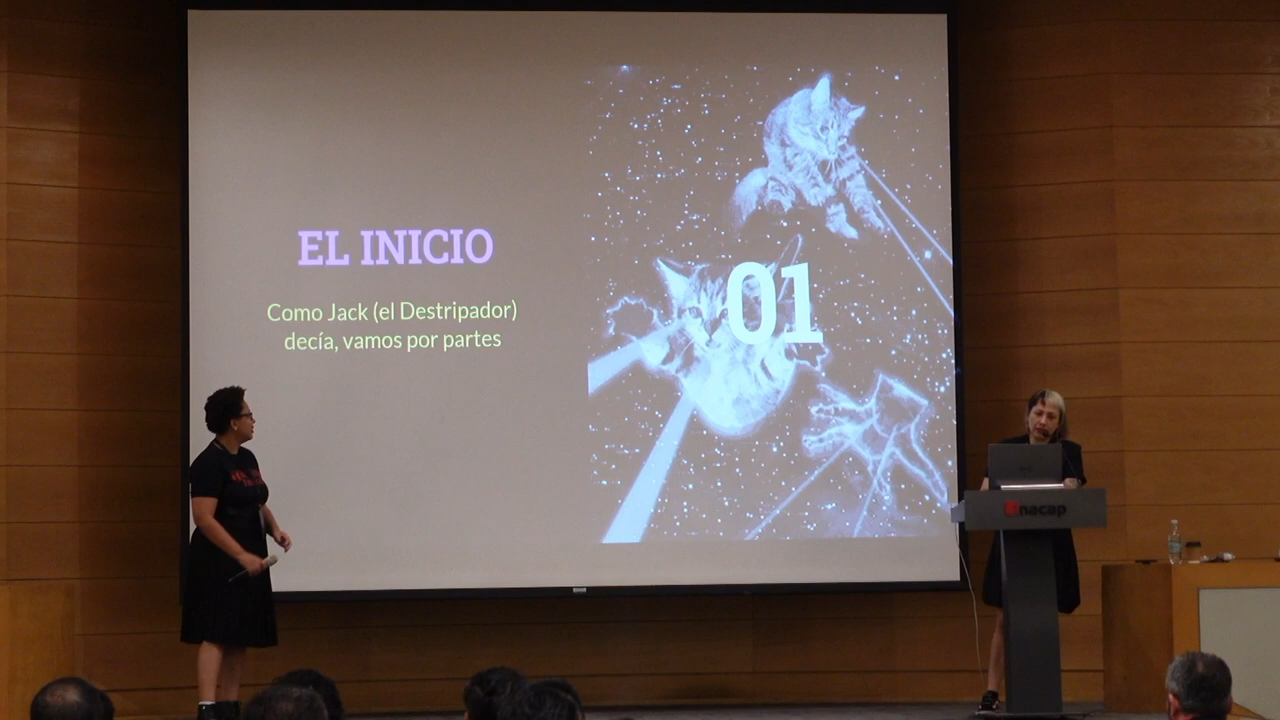 EL INICIO
Como Jack (el Destripador)
decía, vamos por partes
01
inacap